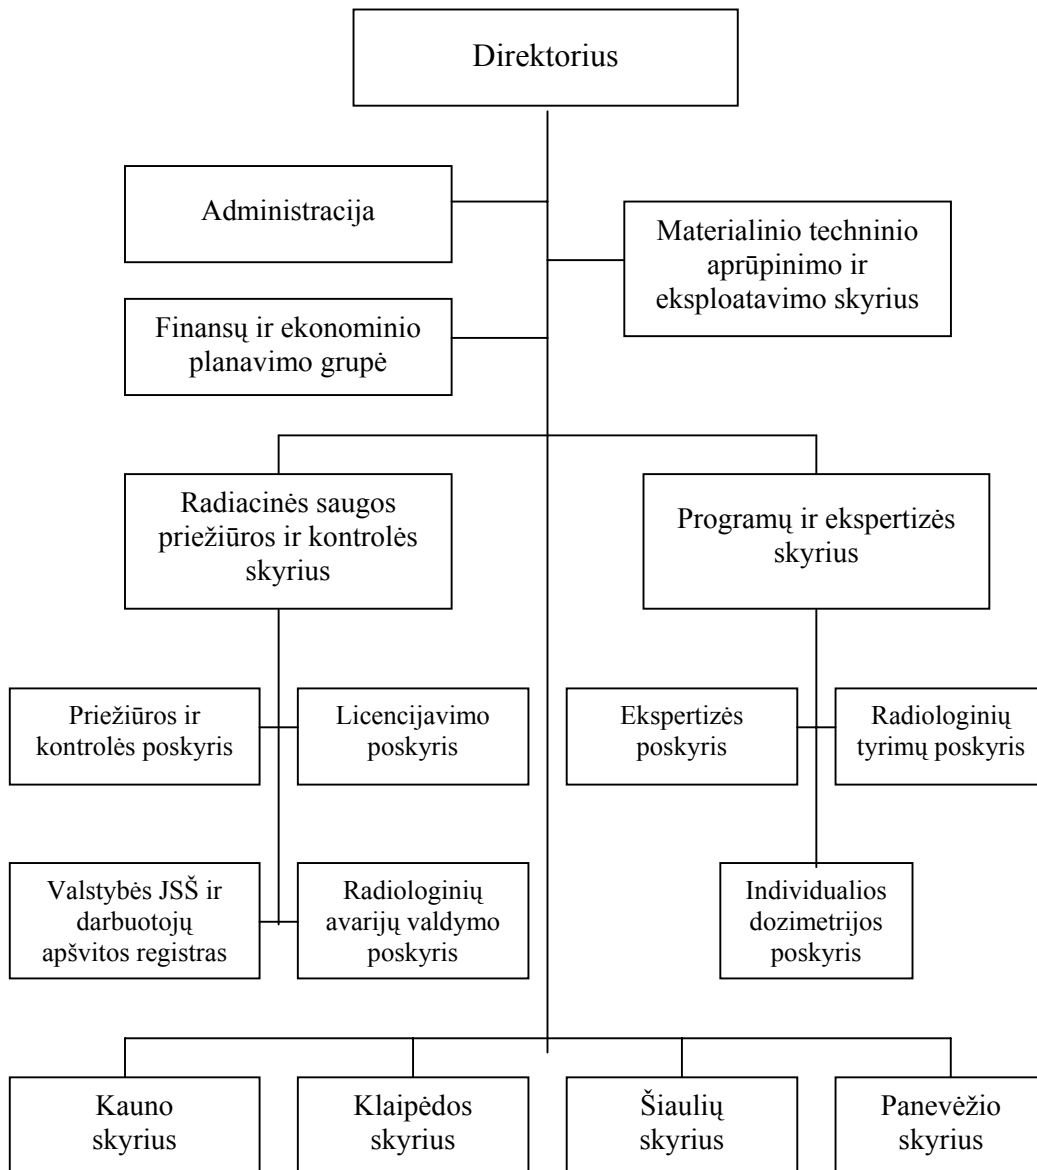 Direktorius
Administracija
Materialinio techninio
aprūpinimo ir
eksploatavimo skyrius
Finansų ir ekonominio
planavimo grupė
Radiacinės saugos
priežiūros ir kontrolės
skyrius
Programų ir ekspertizės
skyrius
Priežiūros ir
kontrolės poskyris
Licencijavimo
poskyris
Ekspertizės
poskyris
Radiologinių
tyrimų poskyris
Valstybės JSŠ ir
darbuotojų
apšvitos registras
Radiologinių
avarijų valdymo
poskyris
Individualios
dozimetrijos
poskyris
Kauno
skyrius
Klaipėdos
skyrius
Šiaulių
skyrius
Panevėžio
skyrius